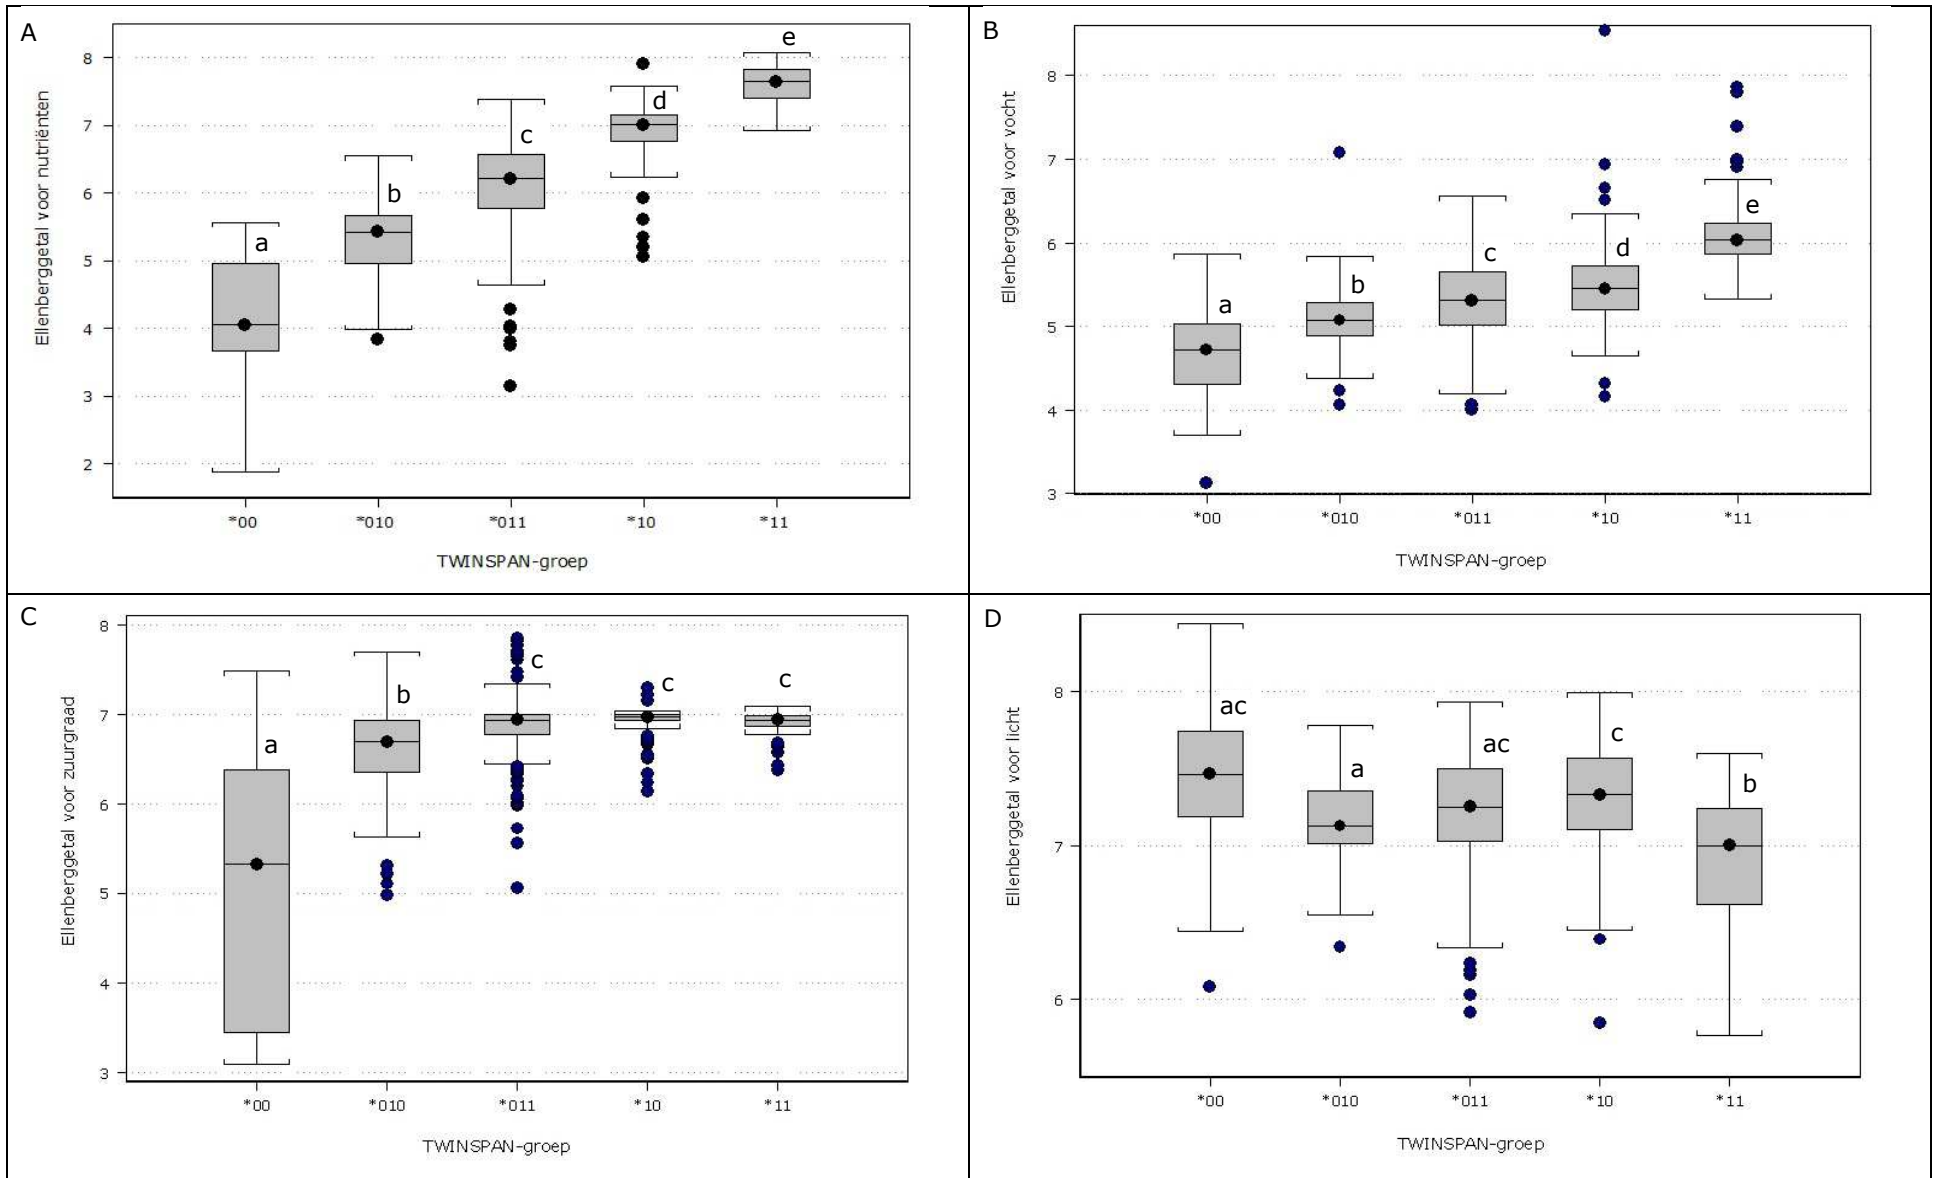 A
Ellenberggetal voor nutriënten
8
7
6
5
4
3
2
a
b
c
d
e
*00 *010 *011 *10 *11
TWINSPAN-groep
B
Ellenberggetal voor vocht
8
7
6
5
4
3
a
b
c
d
e
*00 *010 *011 *10 *11
TWINSPAN-groep
C
Ellenberggetal voor zuurgraad
8
7
6
5
4
3
a
b
c
c
c
*00 *010 *011 *10 *11
TWINSPAN-groep
D
Ellenberggetal voor licht
8
7
6
ac
a
ac
c
b
*00 *010 *011 *10 *11
TWINSPAN-groep